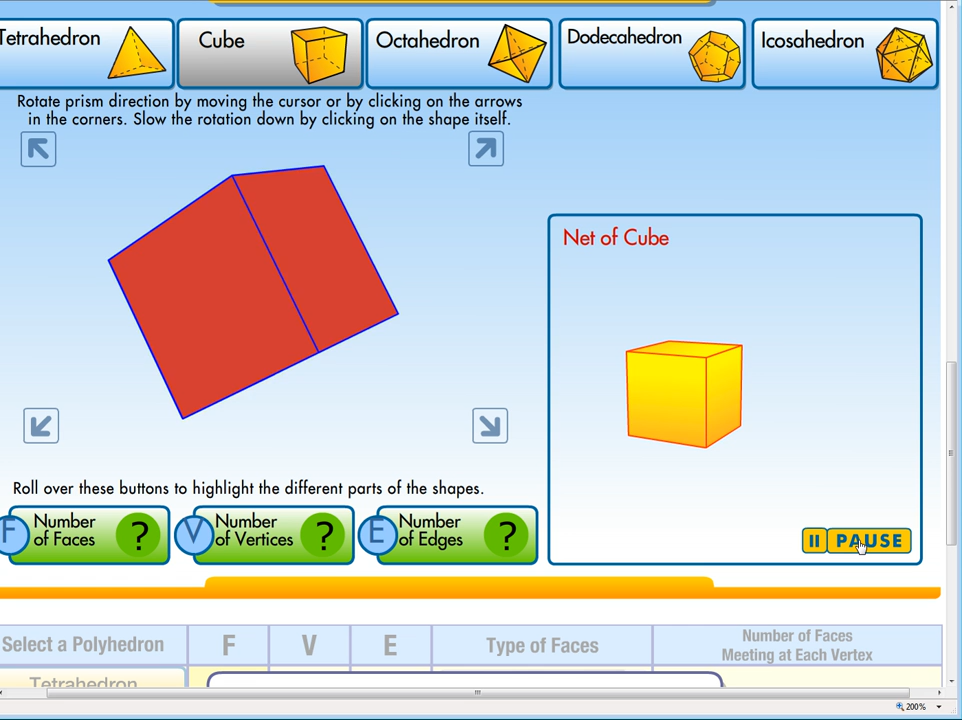 Tetrahedron
Cube
Octahedron
Dodecahedron
Icosahedron
Rotate prism direction by moving the cursor or by clicking on the arrows
in the corners. Slow the rotation down by clicking on the shape itself.
Net of Cube
PAUSE
Roll over these buttons to highlight the different parts of the shapes.
F
Number
of Faces
?
V
Number
of Vertices
?
E
Number
of Edges
?
Select a Polyhedron
F
V
E
Type of Faces
Number of Faces
Meeting at Each Vertex
Tetrahedron
200%